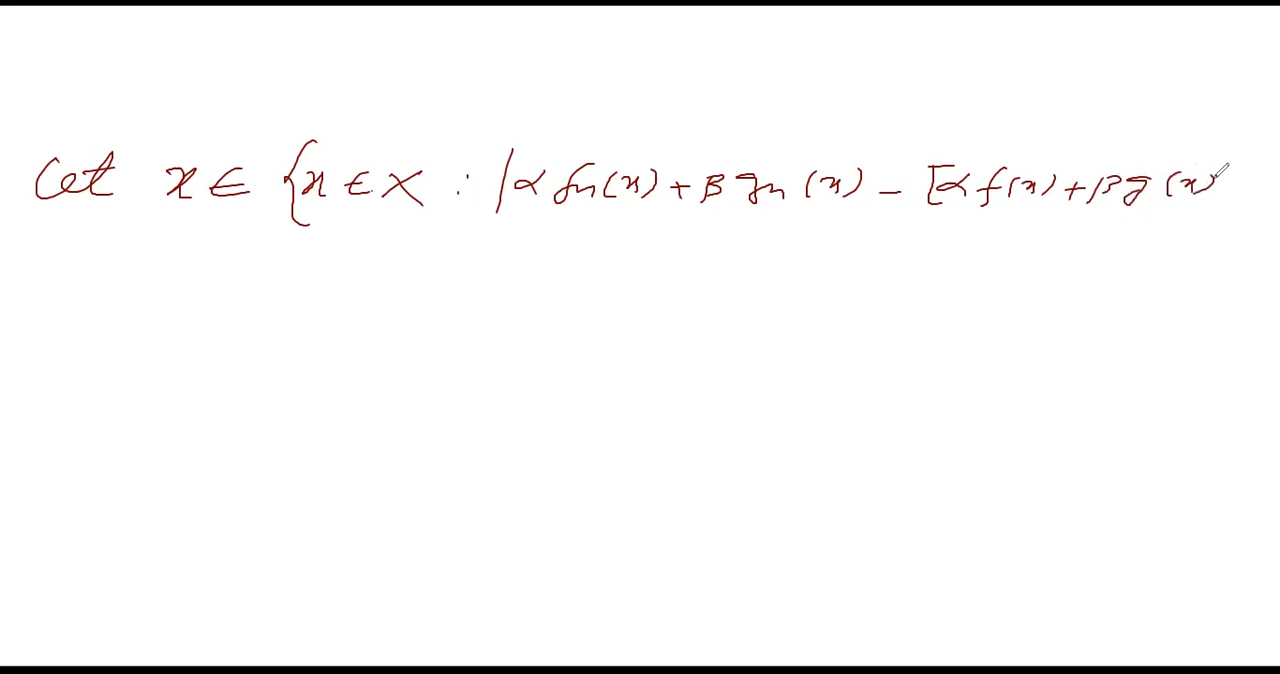 Let x ∈ {x ∈ X : |α fn(x) + β gn(x) - [α f(x) + β g(x)